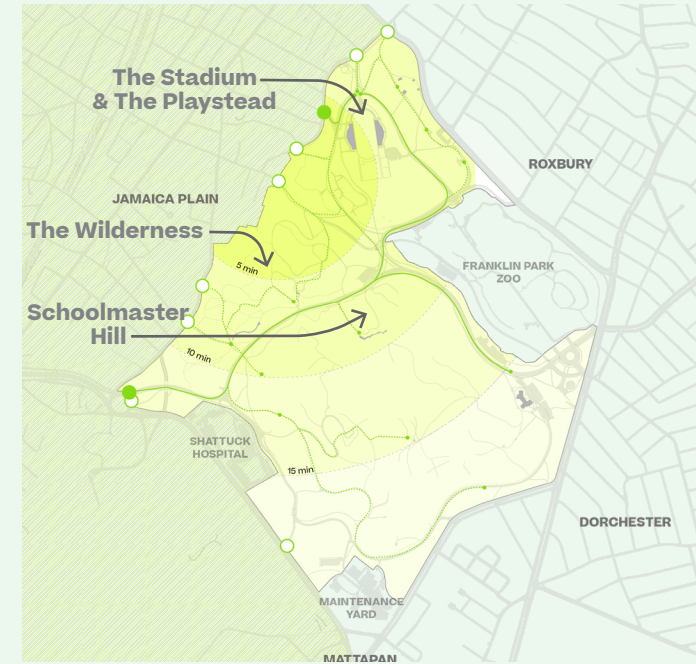 The Stadium
& The Playstead
ROXBURY
JAMAICA PLAIN
The Wilderness
5 min
FRANKLIN PARK
ZOO
Schoolmaster
Hill
10 min
SHATTUCK
HOSPITAL
15 min
DORCHESTER
MAINTENANCE
YARD
MATTAPAN